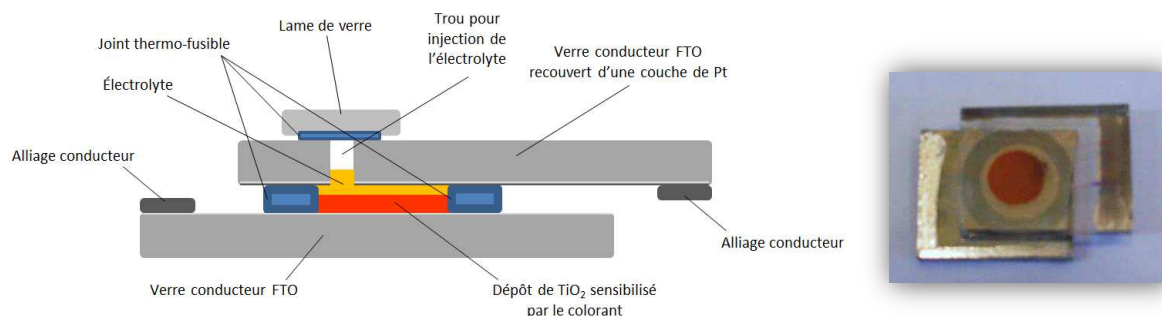 Lame de verre
Trou pour
injection de
l'électrolyte
Joint thermo-fusible
Verre conducteur FTO
recouvert d'une couche de Pt
Électrolyte
Alliage conducteur
Alliage conducteur
Verre conducteur FTO
Dépôt de TiO₂ sensibilisé
par le colorant